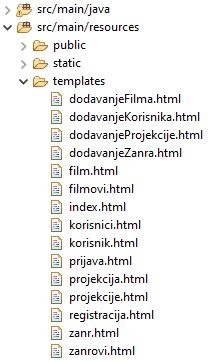 src/main/java
src/main/resources
public
static
templates
dodavanjeFilma.html
dodavanjeKorisnika.html
dodavanjeProjekcije.html
dodavanjeZanra.html
film.html
filmovi.html
index.html
korisnici.html
korisnik.html
prijava.html
projekcija.html
projekcije.html
registracija.html
zanr.html
zanrovi.html